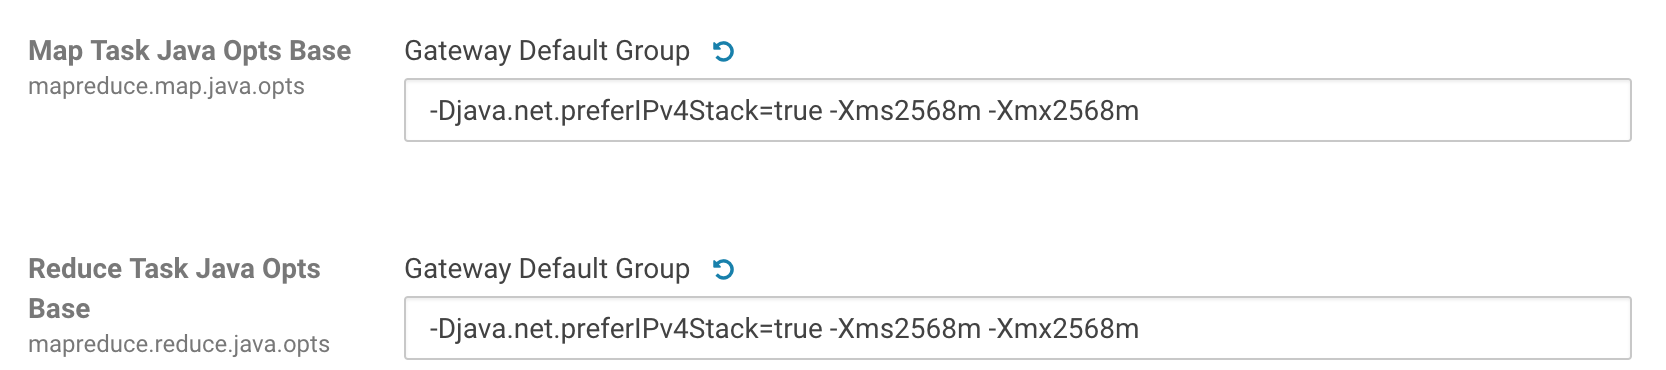 Map Task Java Opts Base
mapreduce.map.java.opts
Gateway Default Group
-Djava.net.preferIPv4Stack=true -Xms2568m -Xmx2568m
Reduce Task Java Opts
Base
mapreduce.reduce.java.opts
Gateway Default Group
-Djava.net.preferIPv4Stack=true -Xms2568m -Xmx2568m